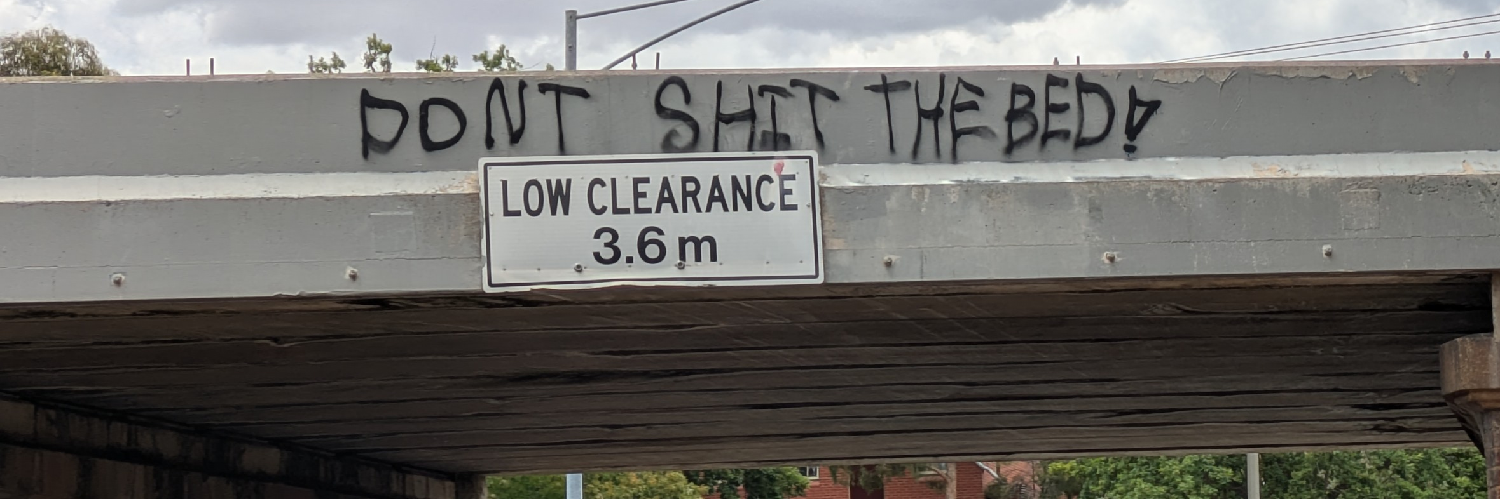 DONT SHIT THE BED!
LOW CLEARANCE
3.6 m